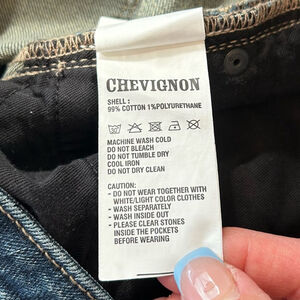 CHEVIGNON
SHELL :
99% COTTON 1%POLYURETHANE
MACHINE WASH COLD
DO NOT BLEACH
DO NOT TUMBLE DRY
COOL IRON
DO NOT DRY CLEAN
CAUTION:
- DO NOT WEAR TOGETHER WITH
WHITE/LIGHT COLOR CLOTHES
- WASH SEPARATELY
- WASH INSIDE OUT
- PLEASE CLEAR STONES
INSIDE THE POCKETS
BEFORE WEARING